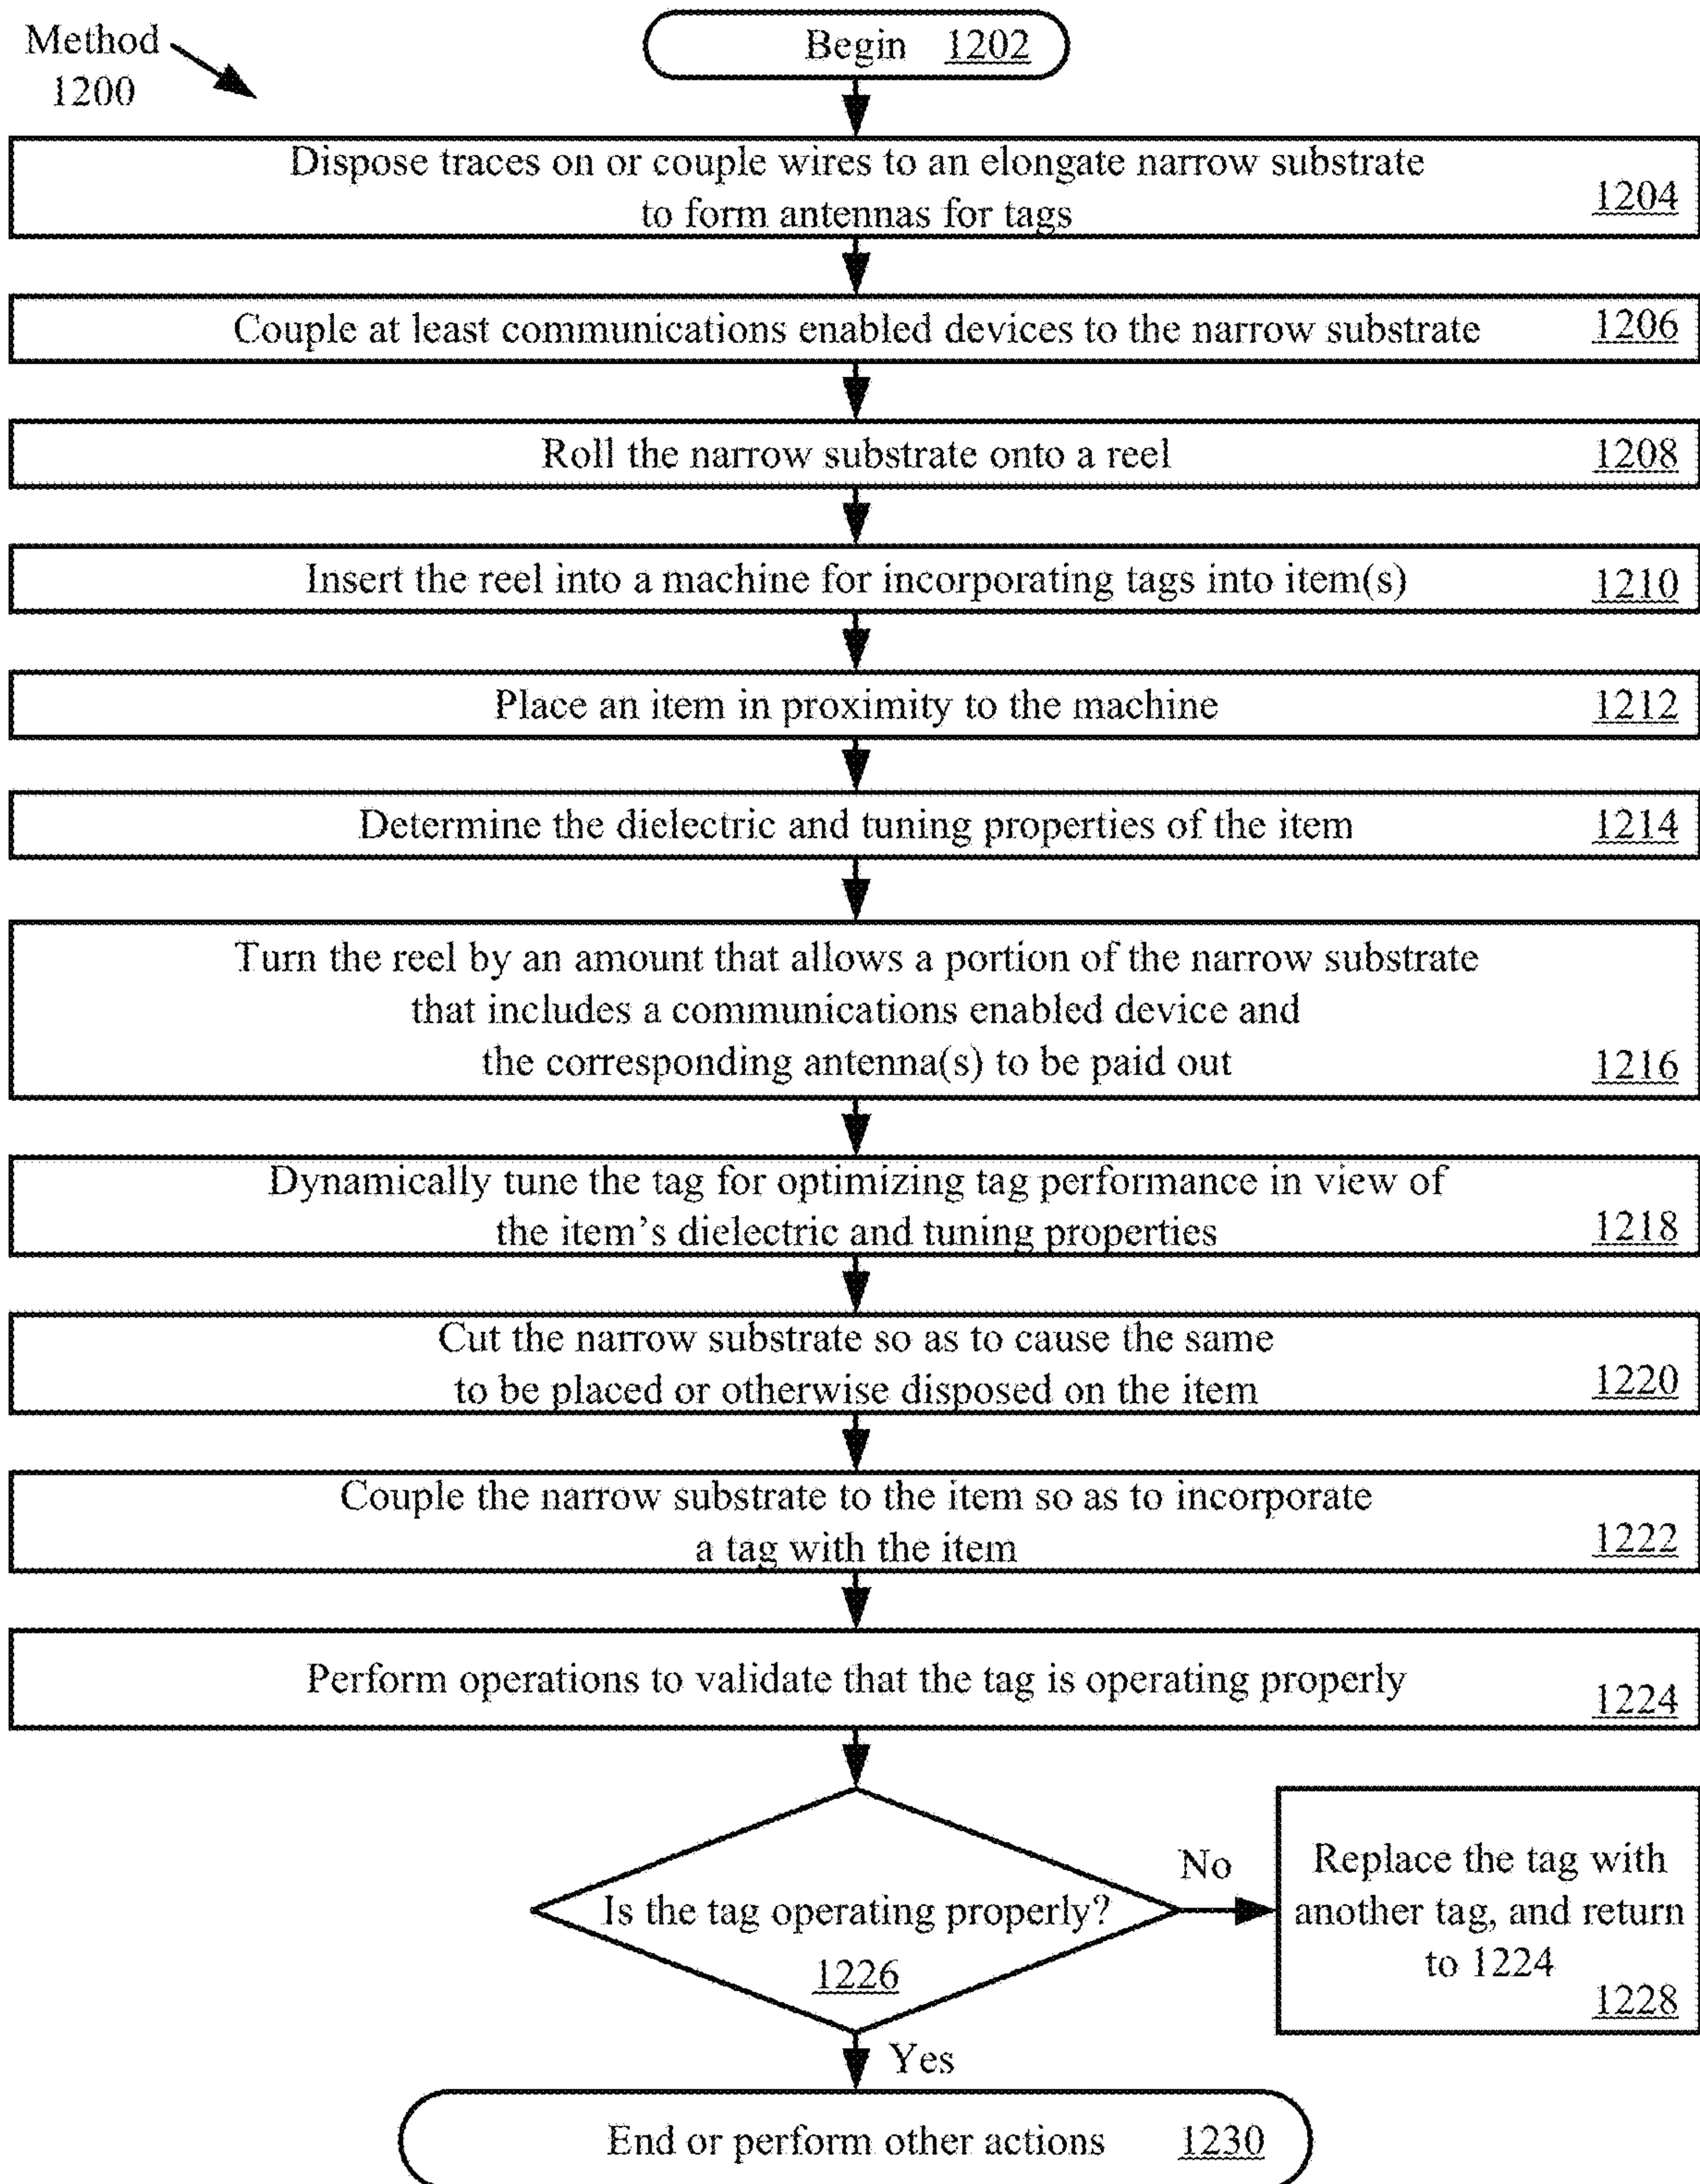 Method
1200
Begin 1202
Dispose traces on or couple wires to an elongate narrow substrate
to form antennas for tags
1204
Couple at least communications enabled devices to the narrow substrate 1206
Roll the narrow substrate onto a reel 1208
Insert the reel into a machine for incorporating tags into item(s) 1210
Place an item in proximity to the machine 1212
Determine the dielectric and tuning properties of the item 1214
Turn the reel by an amount that allows a portion of the narrow substrate
that includes a communications enabled device and
the corresponding antenna(s) to be paid out 1216
Dynamically tune the tag for optimizing tag performance in view of
the item's dielectric and tuning properties 1218
Cut the narrow substrate so as to cause the same
to be placed or otherwise disposed on the item 1220
Couple the narrow substrate to the item so as to incorporate
a tag with the item 1222
Perform operations to validate that the tag is operating properly 1224
Is the tag operating properly?
1226
No
Replace the tag with
another tag, and return
to 1224
1228
Yes
End or perform other actions 1230